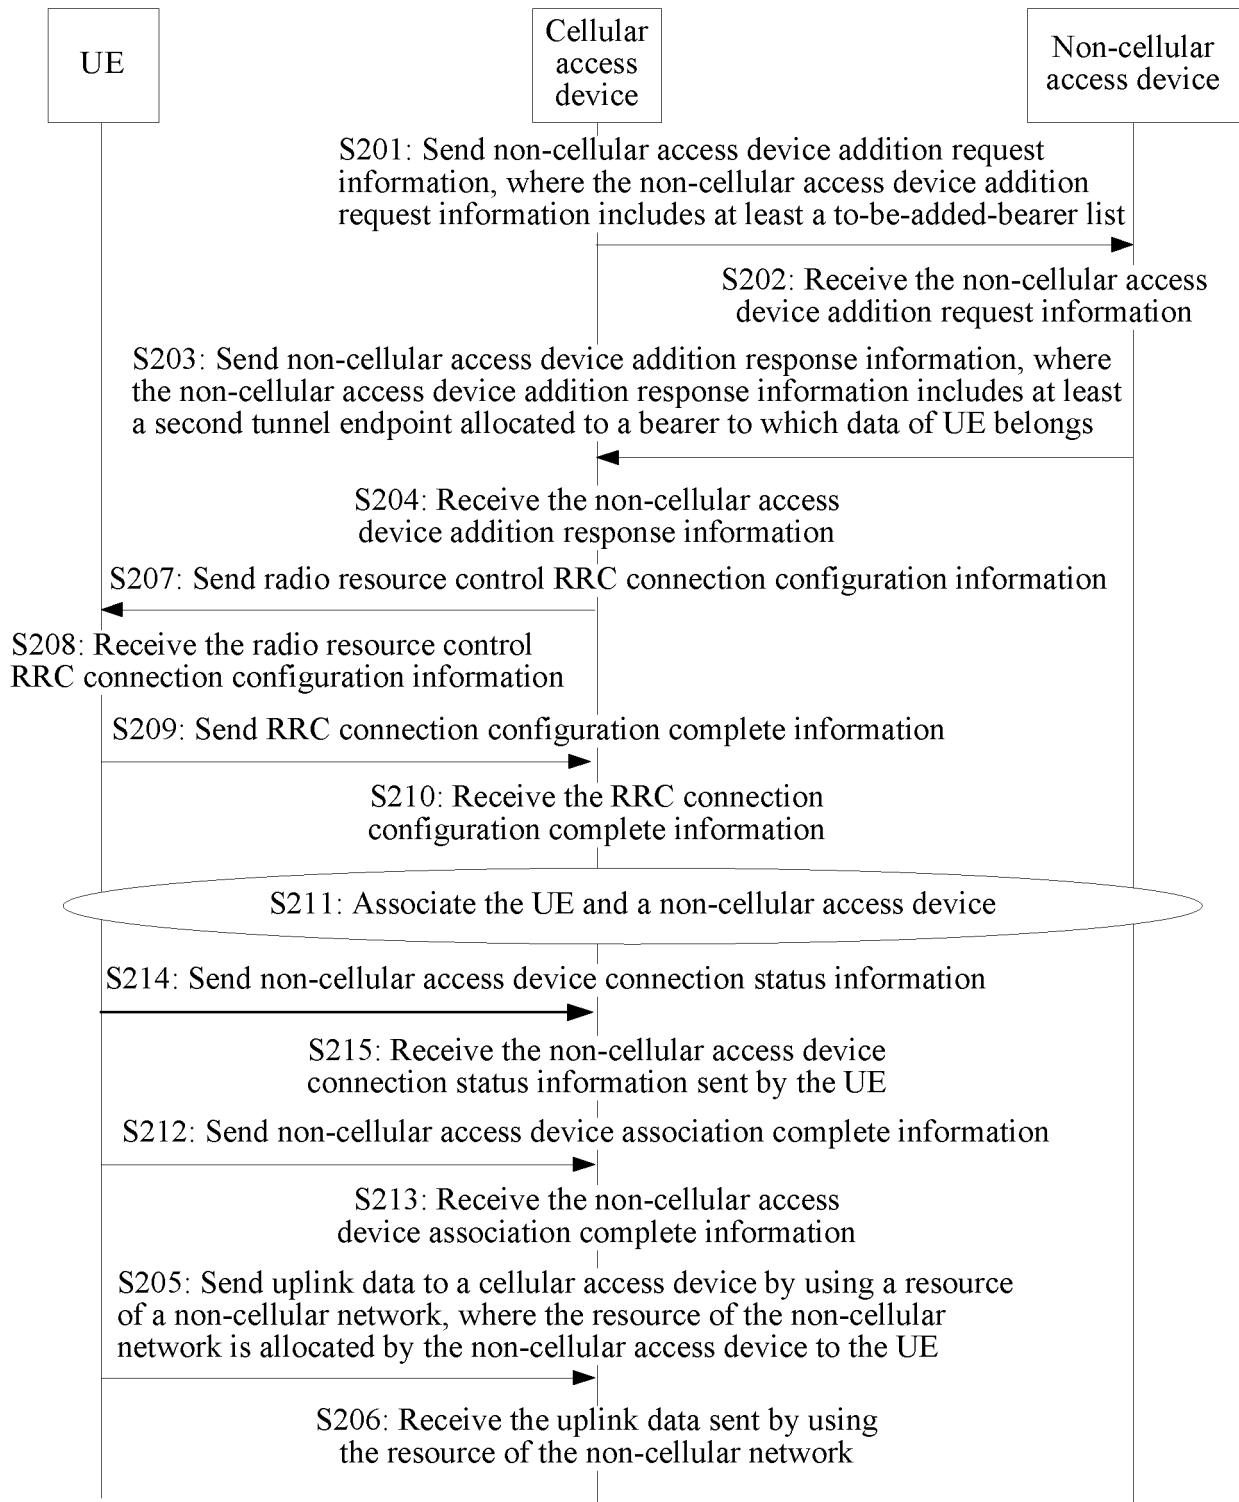 UE
Cellular
access
device
Non-cellular
access device
S201: Send non-cellular access device addition request
information, where the non-cellular access device addition
request information includes at least a to-be-added-bearer list
S202: Receive the non-cellular access
device addition request information
S203: Send non-cellular access device addition response information, where
the non-cellular access device addition response information includes at least
a second tunnel endpoint allocated to a bearer to which data of UE belongs
S204: Receive the non-cellular access
device addition response information
S207: Send radio resource control RRC connection configuration information
S208: Receive the radio resource control
RRC connection configuration information
S209: Send RRC connection configuration complete information
S210: Receive the RRC connection
configuration complete information
S211: Associate the UE and a non-cellular access device
S214: Send non-cellular access device connection status information
S215: Receive the non-cellular access device
connection status information sent by the UE
S212: Send non-cellular access device association complete information
S213: Receive the non-cellular access
device association complete information
S205: Send uplink data to a cellular access device by using a resource
of a non-cellular network, where the resource of the non-cellular
network is allocated by the non-cellular access device to the UE
S206: Receive the uplink data sent by using
the resource of the non-cellular network